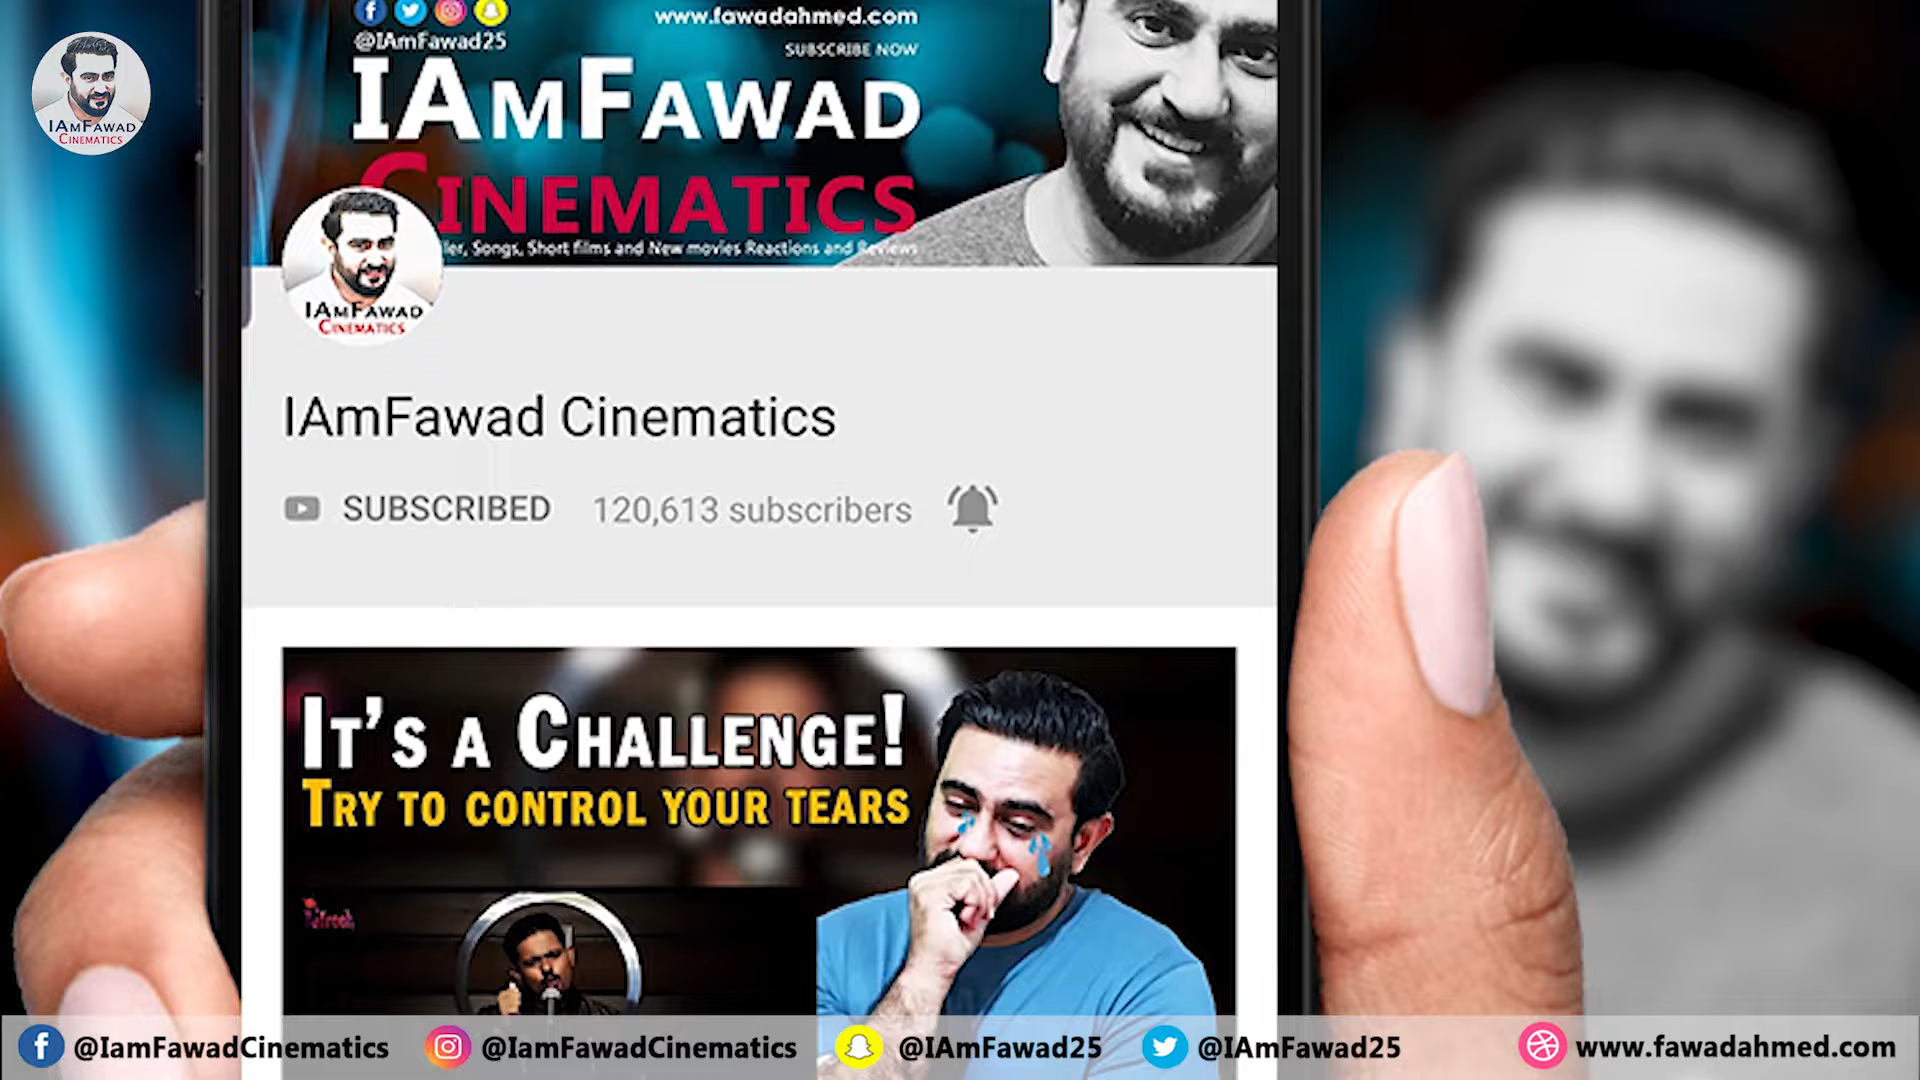 IAMFAWAD
CINEMATICS
@IAmFawad25
www.fawadahmed.com
SUBSCRIBE NOW
IAMFAWAD
CINEMATICS
ler, Songs, Short films and New movies Reactions and Reviews
IAMFAWAD
CINEMATICS
IAmFawad Cinematics
SUBSCRIBED 120,613 subscribers
IT'S A CHALLENGE!
TRY TO CONTROL YOUR TEARS
@IamFawadCinematics @IamFawadCinematics @IAmFawad25 @IAmFawad25 www.fawadahmed.com